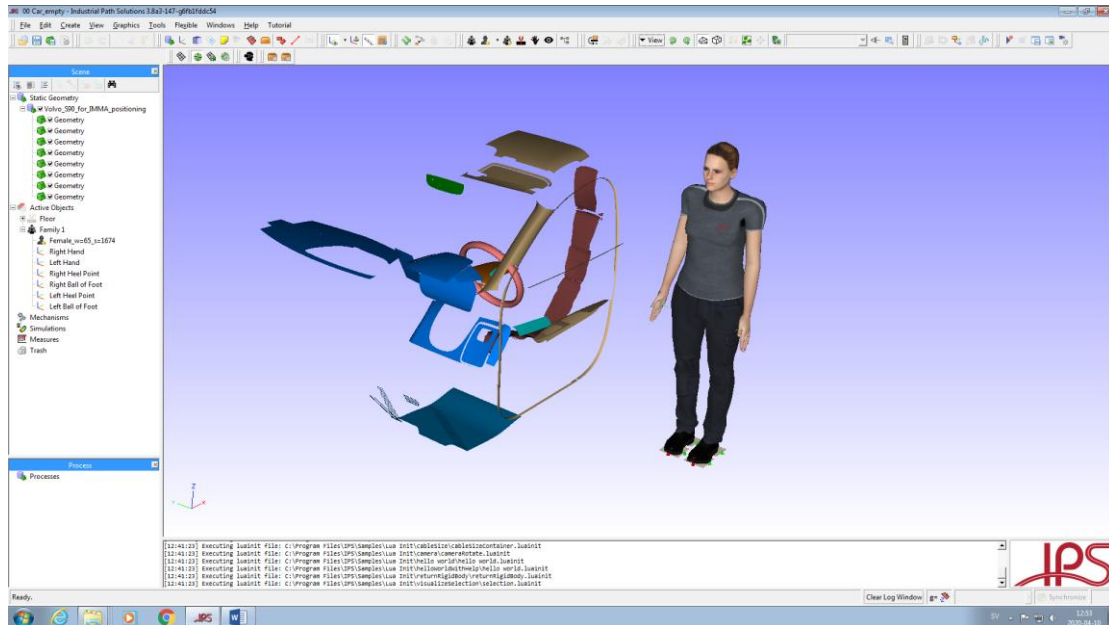 00 Car_empty - Industrial Path Solutions 3.8a3-147-g6fb1fddc54
File Edit Create View Graphics Tools Flexible Windows Help Tutorial
View
Scene
Static Geometry
Volvo_S90_for_IMMA_positioning
Geometry
Geometry
Geometry
Geometry
Geometry
Geometry
Geometry
Geometry
Active Objects
Floor
Family 1
Female_w=65_s=1674
Right Hand
Left Hand
Right Heel Point
Right Ball of Foot
Left Heel Point
Left Ball of Foot
Mechanisms
Simulations
Measures
Trash
Process
Processes
Z
[12:41:23] Executing luainit file: C:\Program Files\IPS\Samples\Lua Init\cableSize\cableSizeContainer.luainit
[12:41:23] Executing luainit file: C:\Program Files\IPS\Samples\Lua Init\camera\cameraRotate.luainit
[12:41:23] Executing luainit file: C:\Program Files\IPS\Samples\Lua Init\hello world\hello world.luainit
[12:41:23] Executing luainit file: C:\Program Files\IPS\Samples\Lua Init\helloworldwithhelp\hello world.luainit
[12:41:23] Executing luainit file: C:\Program Files\IPS\Samples\Lua Init\returnRigidBody\returnRigidBody.luainit
[12:41:23] Executing luainit file: C:\Program Files\IPS\Samples\Lua Init\visualizeSelection\selection.luainit
IPS
Ready.
Clear Log Window
Synchronize
IPS
SV
12:53
2020-04-10